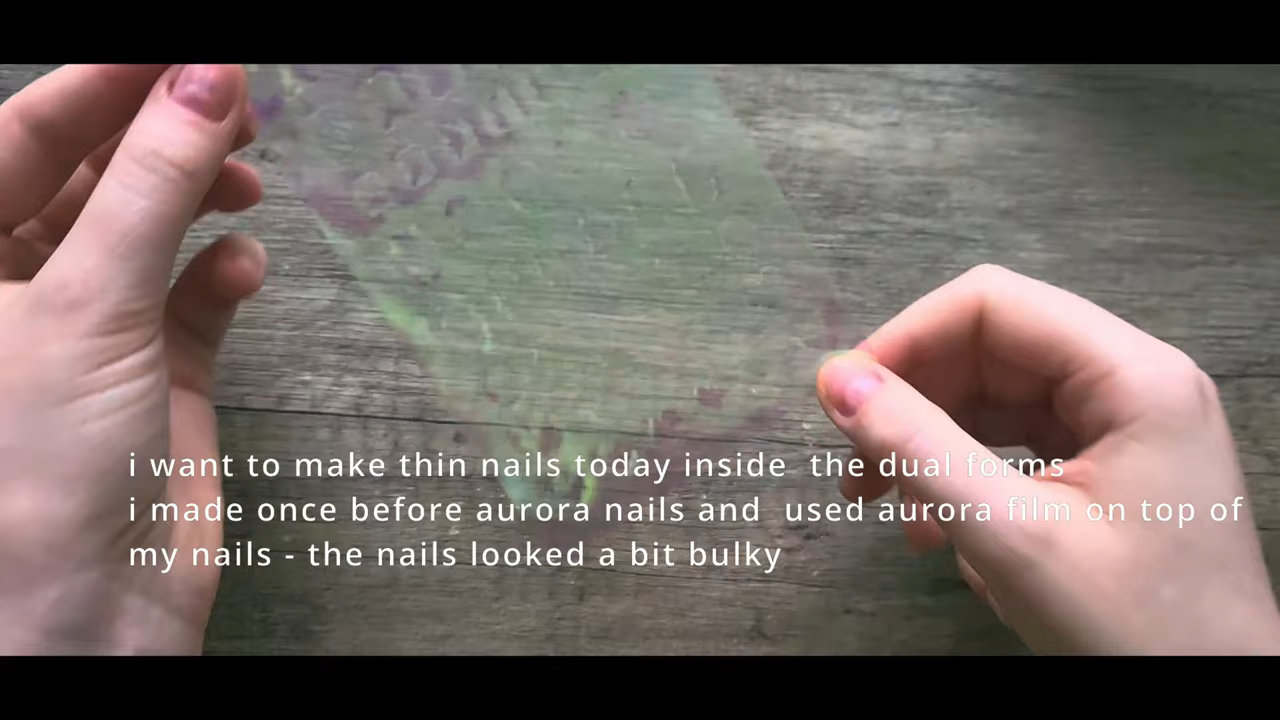 i want to make thin nails today inside  the dual forms
i made once before aurora nails and  used aurora film on top of
my nails - the nails looked a bit bulky